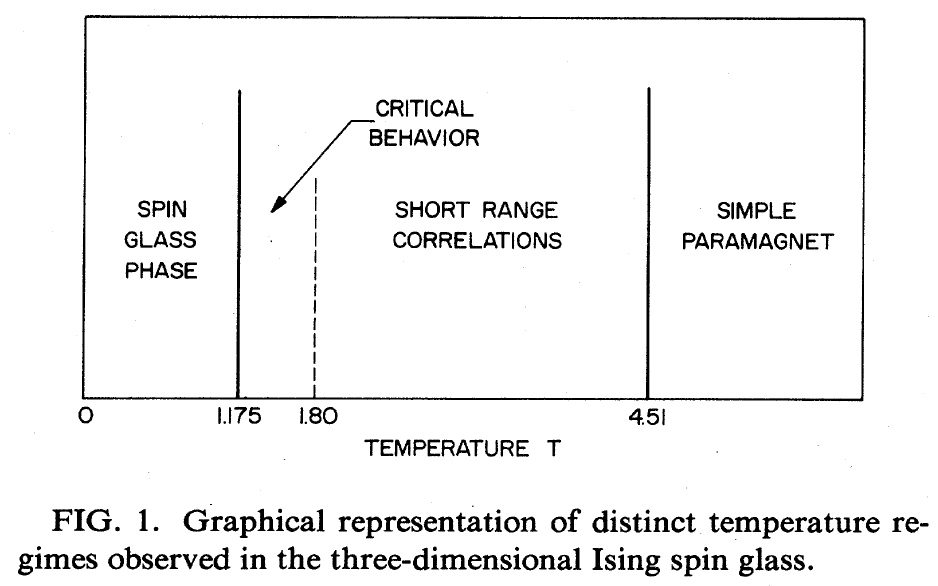 CRITICAL
BEHAVIOR
SPIN
GLASS
PHASE
SHORT RANGE
CORRELATIONS
SIMPLE
PARAMAGNET
0
1.175
1.80
4.51
TEMPERATURE T
FIG. 1. Graphical representation of distinct temperature re-
gimes observed in the three-dimensional Ising spin glass.